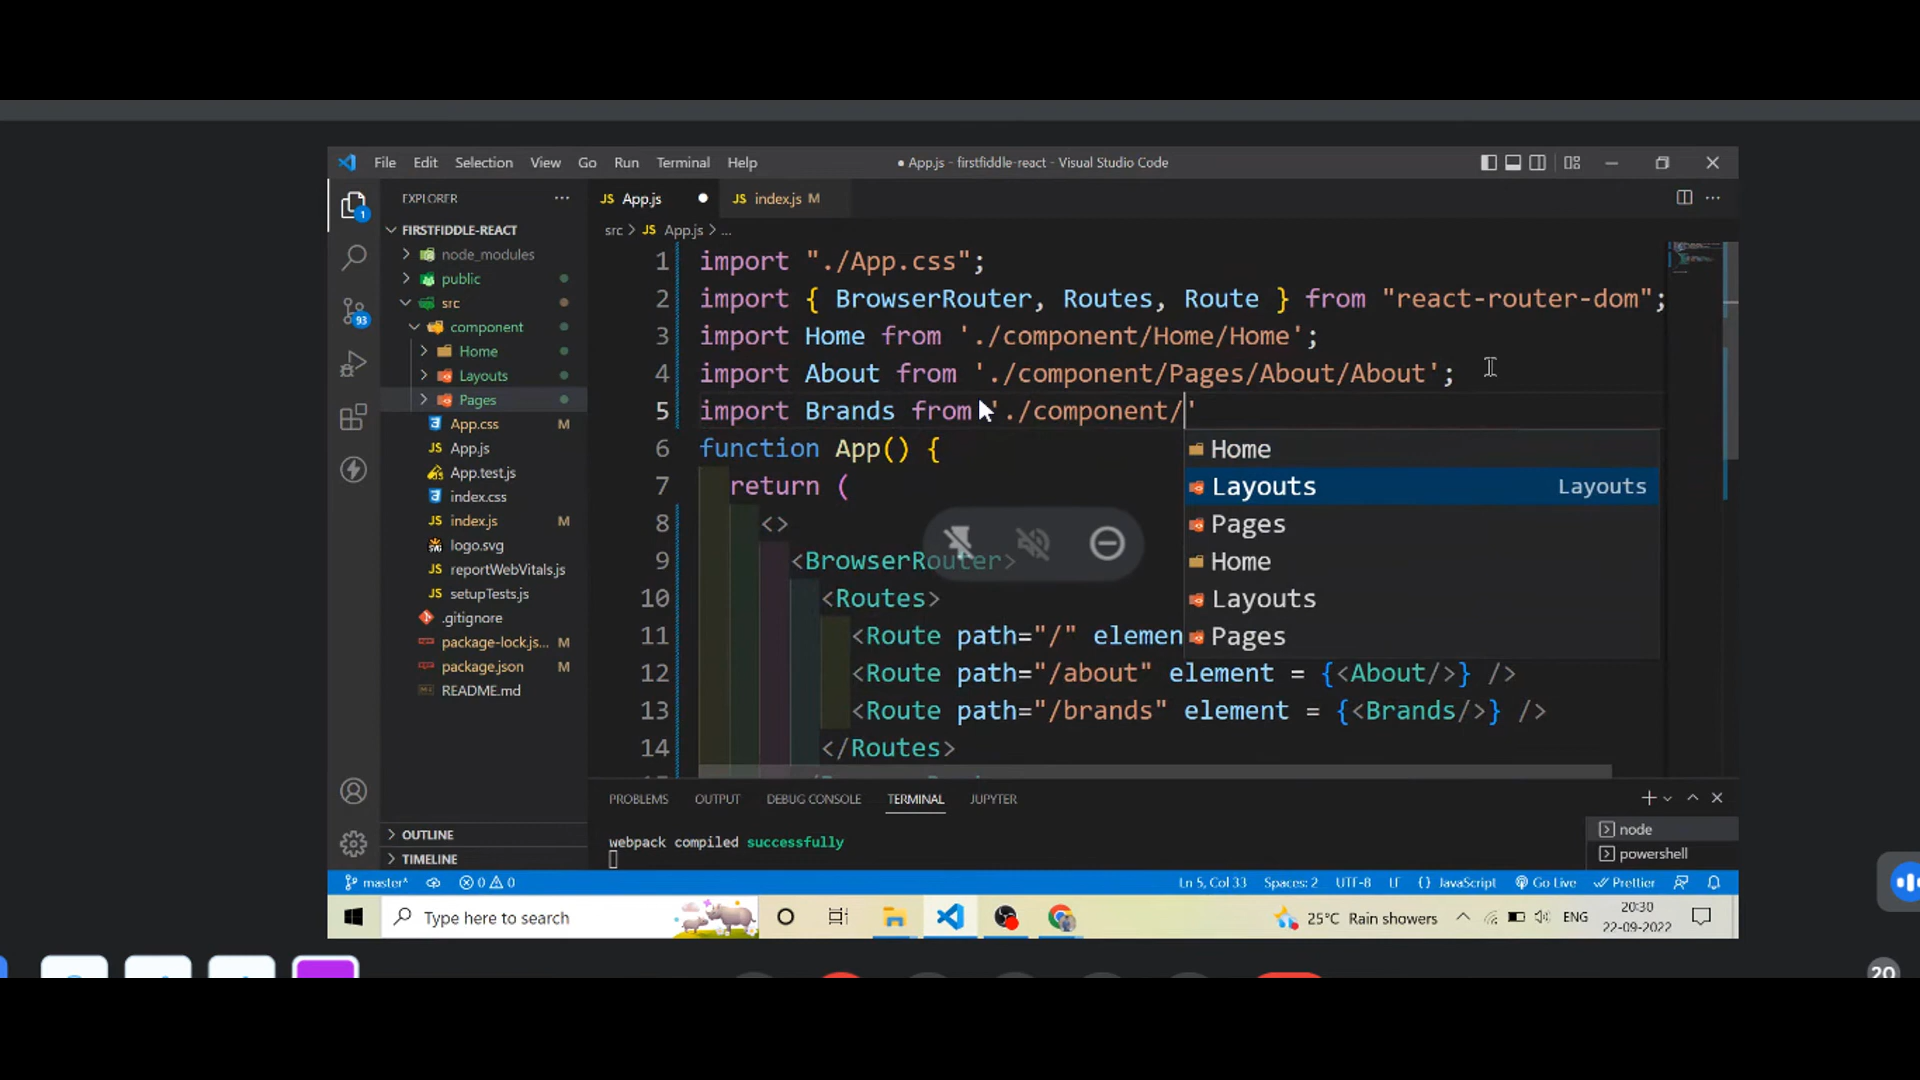 File Edit Selection View Go Run Terminal Help
● App.js - firstfiddle-react - Visual Studio Code
EXPLORER
FIRSTFIDDLE-REACT
node_modules
public
src
component
Home
Layouts
Pages
App.css M
App.js
App.test.js
index.css
index.js M
logo.svg
reportWebVitals.js
setupTests.js
.gitignore
package-lock.js... M
package.json M
README.md
OUTLINE
TIMELINE
1
93
JS App.js ●
JS index.js M
src > JS App.js > ...
1 import "./App.css";
2 import { BrowserRouter, Routes, Route } from "react-router-dom";
3 import Home from './component/Home/Home';
4 import About from './component/Pages/About/About';
5 import Brands from './component/'
6 function App() {
7 return (
8 <>
9 <BrowserRouter>
10 <Routes>
11 <Route path="/" elemen
12 <Route path="/about" element = {<About/>} />
13 <Route path="/brands" element = {<Brands/>} />
14 </Routes>
Home
Layouts Layouts
Pages
Home
Layouts
Pages
PROBLEMS OUTPUT DEBUG CONSOLE TERMINAL JUPYTER
webpack compiled successfully
node
powershell
master* 0 0
Ln 5, Col 33 Spaces: 2 UTF-8 LF {} JavaScript Go Live Prettier
Type here to search
25°C Rain showers
ENG
20:30
22-09-2022
20